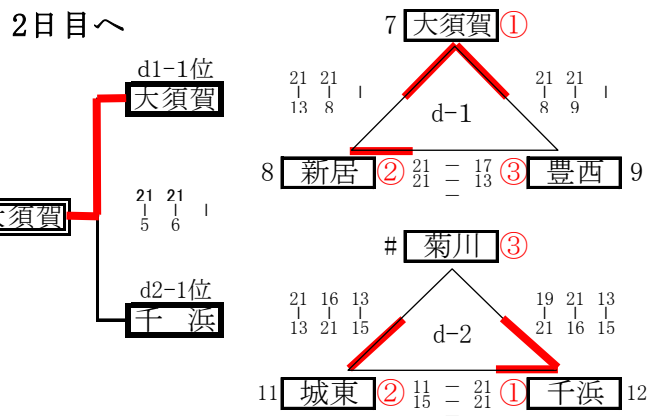 2日目へ
7 大須賀 ①
d1-1位
大須賀
21 21
| | |
13 8
21 21
| | |
8 9
d-1
8 新居 ② 21 － 17 ③ 豊西 9
21 － 13
－
大須賀
21 21
| | |
5 6
# 菊川 ③
d2-1位
千 浜
21 16 13
| | |
13 21 15
19 21 13
| | |
21 16 15
d-2
11 城東 ② 11 － 21 ① 千浜 12
15 － 21
－